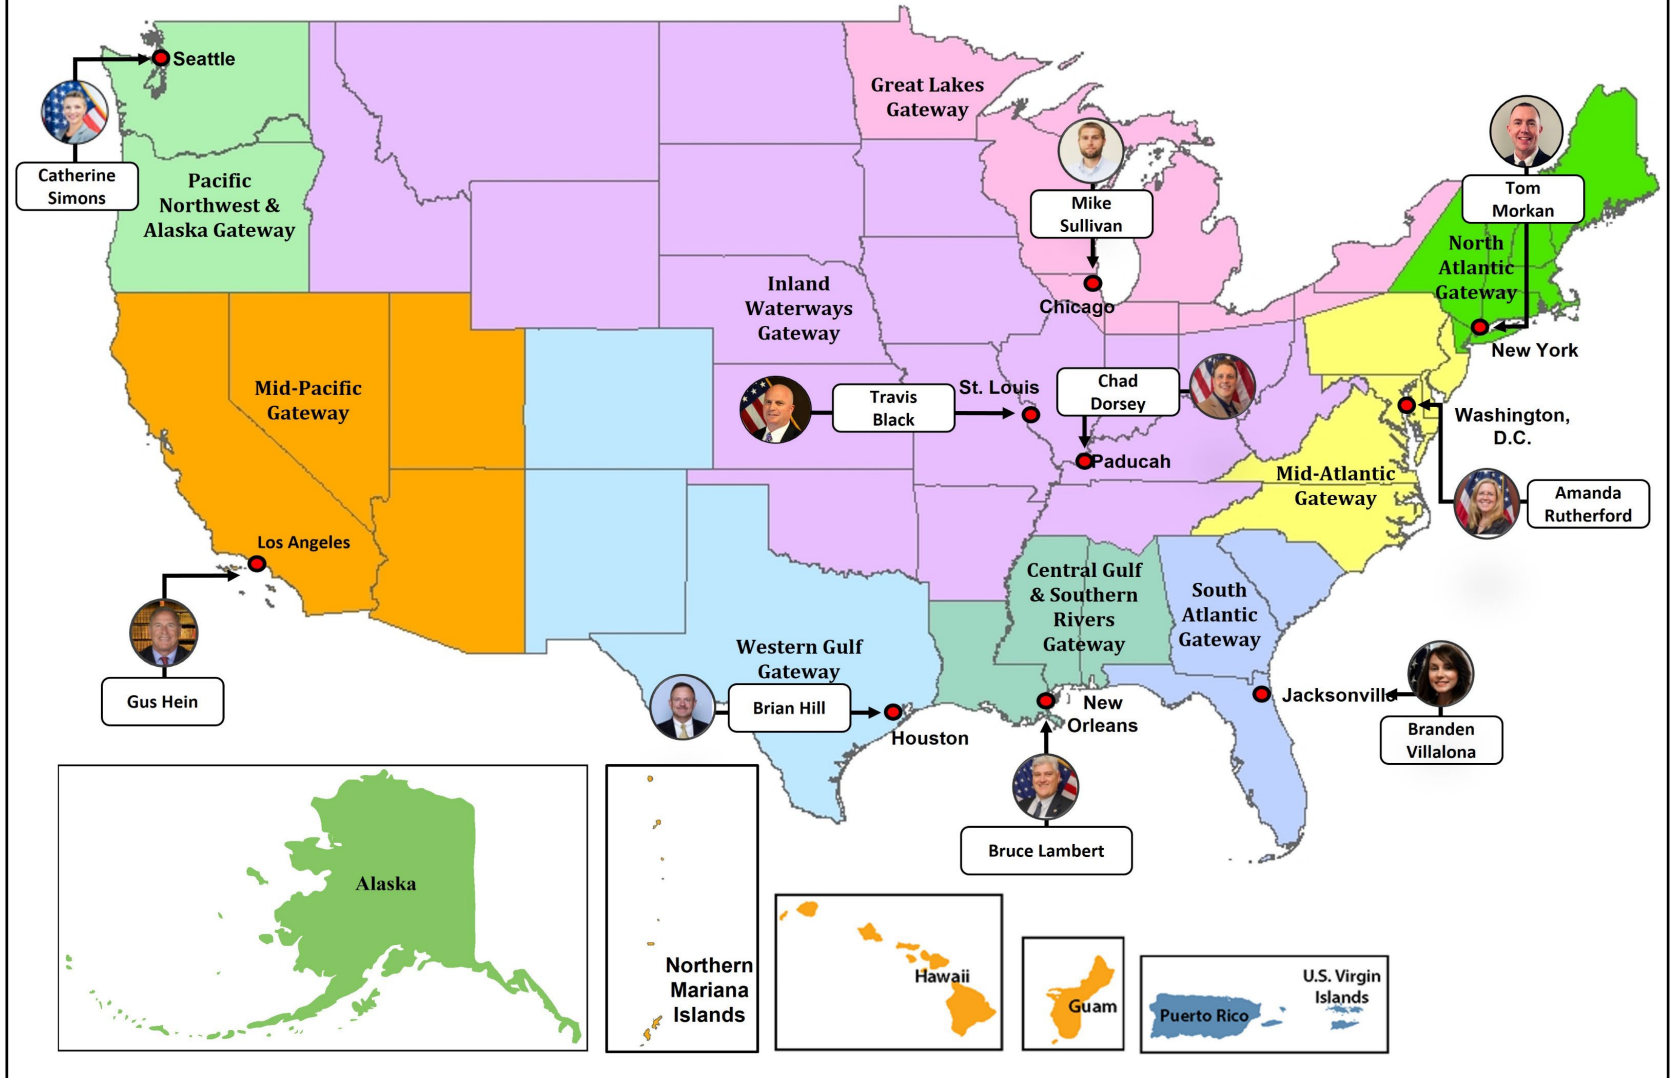 Seattle
Catherine
Simons
Pacific
Northwest &
Alaska Gateway
Great Lakes
Gateway
Mike
Sullivan
Chicago
Tom
Morkan
North
Atlantic
Gateway
New York
Inland
Waterways
Gateway
Mid-Pacific
Gateway
Travis
Black
St. Louis
Chad
Dorsey
Paducah
Washington,
D.C.
Mid-Atlantic
Gateway
Amanda
Rutherford
Los Angeles
Gus Hein
Central Gulf
& Southern
Rivers
Gateway
South
Atlantic
Gateway
Western Gulf
Gateway
Brian Hill
Houston
New
Orleans
Bruce Lambert
Jacksonville
Branden
Villalona
Alaska
Northern
Mariana
Islands
Hawaii
Guam
Puerto Rico
U.S. Virgin
Islands